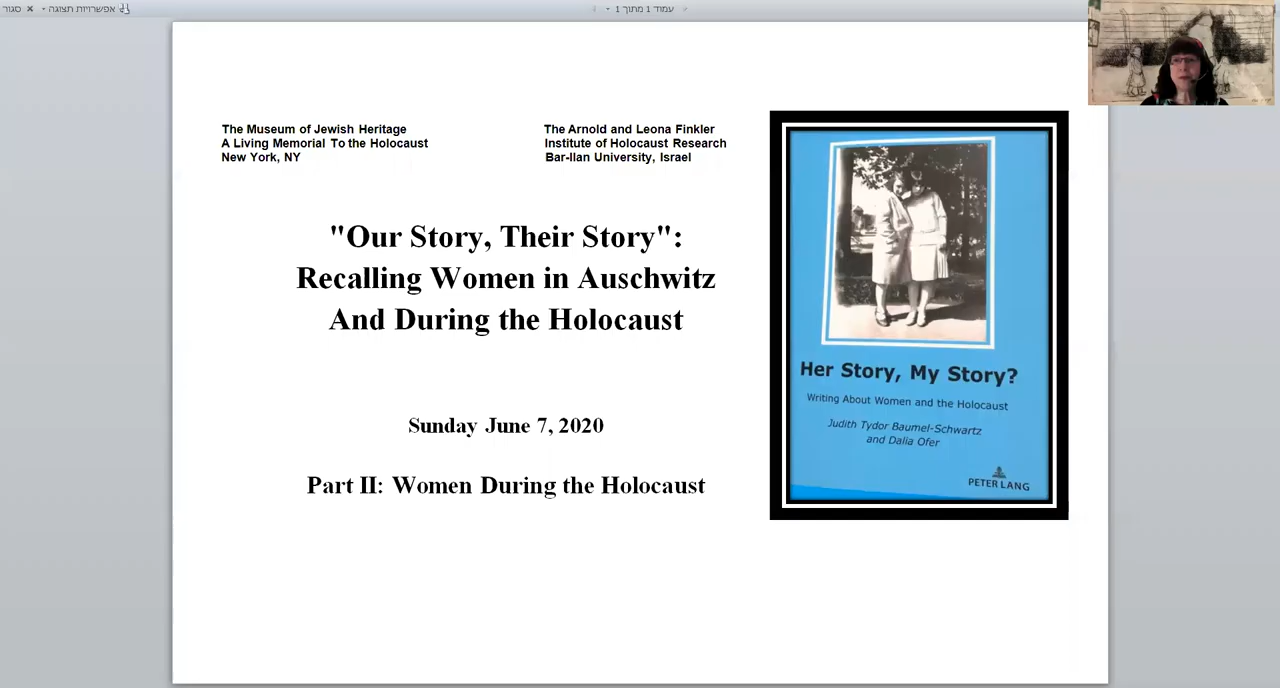 סגור
אפשרויות תצוגה
עמוד 1 מתוך 1
The Museum of Jewish Heritage
A Living Memorial To the Holocaust
New York, NY
The Arnold and Leona Finkler
Institute of Holocaust Research
Bar-Ilan University, Israel
"Our Story, Their Story":
Recalling Women in Auschwitz
And During the Holocaust
Sunday June 7, 2020
Part II: Women During the Holocaust
Her Story, My Story?
Writing About Women and the Holocaust
Judith Tydor Baumel-Schwartz
and Dalia Ofer
PETER LANG